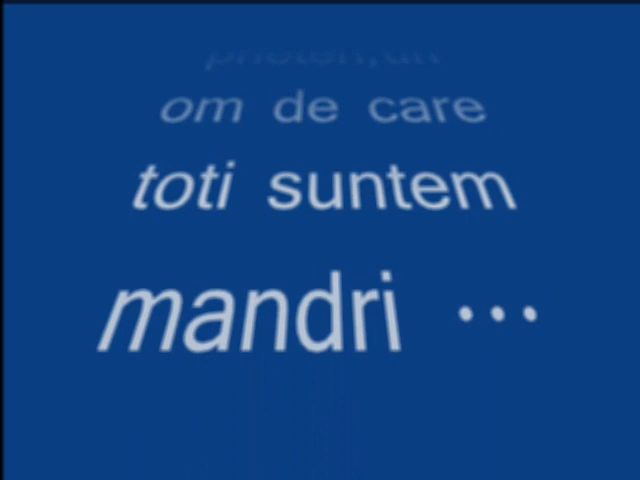 om de care
toti suntem
mandri ...